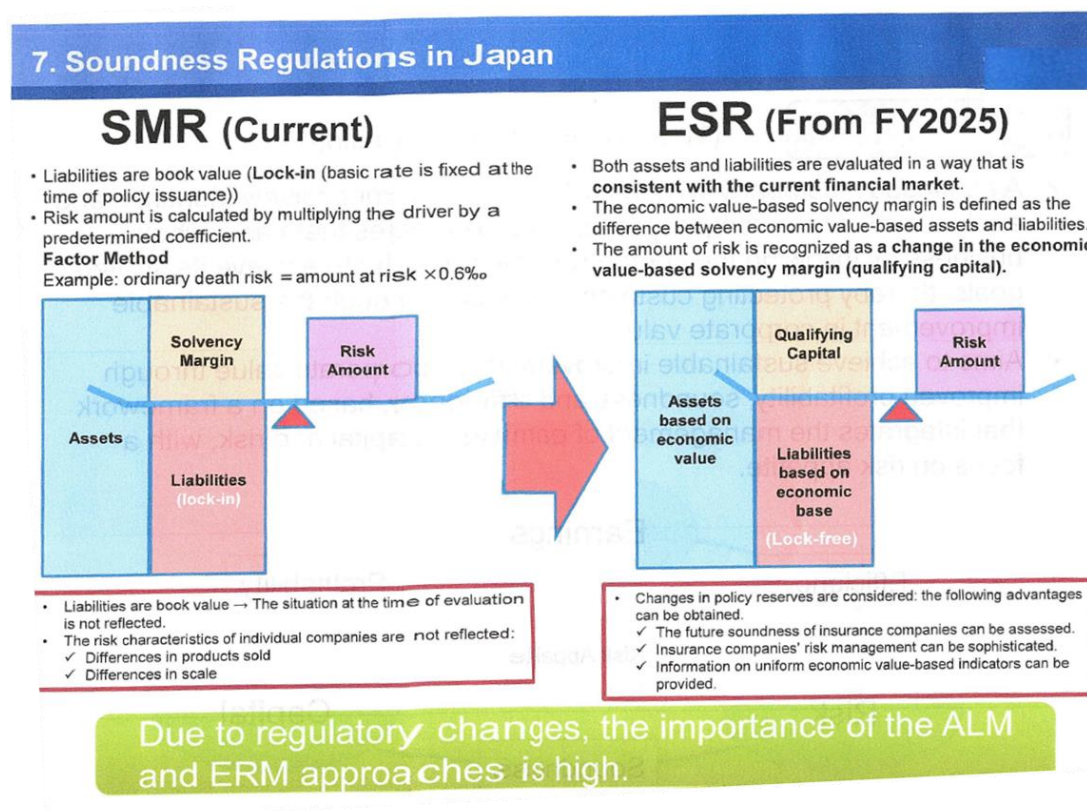 7. Soundness Regulations in Japan
SMR (Current)
• Liabilities are book value (Lock-in (basic rate is fixed at the
time of policy issuance))
• Risk amount is calculated by multiplying the driver by a
predetermined coefficient.
Factor Method
Example: ordinary death risk = amount at risk ×0.6‰
Solvency
Margin
Risk
Amount
Assets
Liabilities
(lock-in)
• Liabilities are book value → The situation at the time of evaluation
is not reflected.
• The risk characteristics of individual companies are not reflected:
✓ Differences in products sold
✓ Differences in scale
ESR (From FY2025)
• Both assets and liabilities are evaluated in a way that is
consistent with the current financial market.
• The economic value-based solvency margin is defined as the
difference between economic value-based assets and liabilities.
• The amount of risk is recognized as a change in the economic
value-based solvency margin (qualifying capital).
Qualifying
Capital
Risk
Amount
Assets
based on
economic
value
Liabilities
based on
economic
base
(Lock-free)
• Changes in policy reserves are considered: the following advantages
can be obtained.
✓ The future soundness of insurance companies can be assessed.
✓ Insurance companies' risk management can be sophisticated.
✓ Information on uniform economic value-based indicators can be
provided.
Due to regulatory changes, the importance of the ALM
and ERM approaches is high.